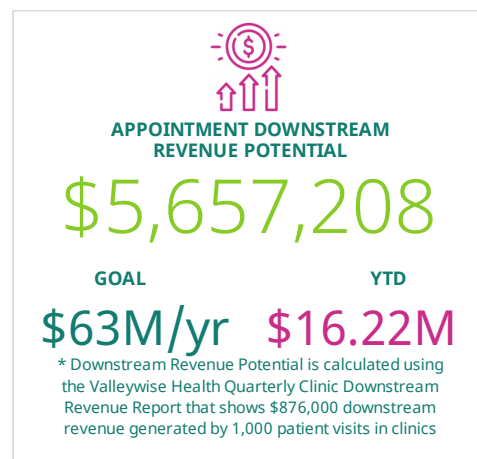 $
APPOINTMENT DOWNSTREAM
REVENUE POTENTIAL
$5,657,208
GOAL
YTD
$63M/yr
$16.22M
* Downstream Revenue Potential is calculated using
the Valleywise Health Quarterly Clinic Downstream
Revenue Report that shows $876,000 downstream
revenue generated by 1,000 patient visits in clinics